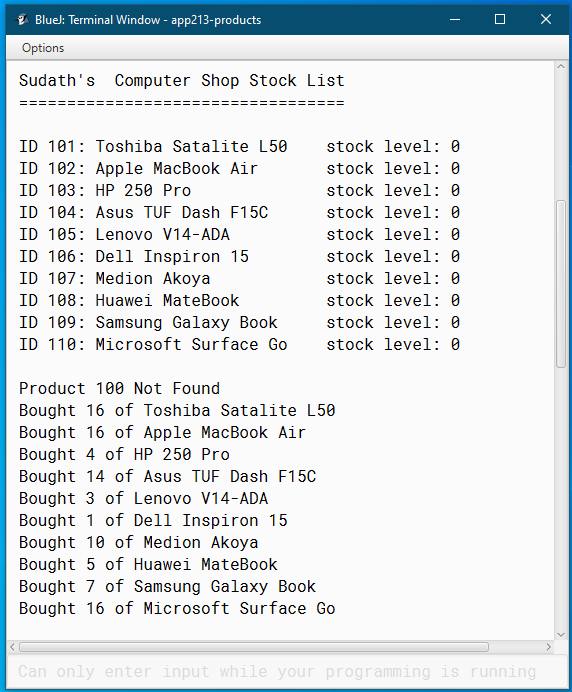 BlueJ: Terminal Window - app213-products
Options
Sudath's  Computer Shop Stock List
==================================
ID 101: Toshiba Satalite L50    stock level: 0
ID 102: Apple MacBook Air       stock level: 0
ID 103: HP 250 Pro              stock level: 0
ID 104: Asus TUF Dash F15C      stock level: 0
ID 105: Lenovo V14-ADA          stock level: 0
ID 106: Dell Inspiron 15        stock level: 0
ID 107: Medion Akoya            stock level: 0
ID 108: Huawei MateBook         stock level: 0
ID 109: Samsung Galaxy Book     stock level: 0
ID 110: Microsoft Surface Go    stock level: 0
Product 100 Not Found
Bought 16 of Toshiba Satalite L50
Bought 16 of Apple MacBook Air
Bought 4 of HP 250 Pro
Bought 14 of Asus TUF Dash F15C
Bought 3 of Lenovo V14-ADA
Bought 1 of Dell Inspiron 15
Bought 10 of Medion Akoya
Bought 5 of Huawei MateBook
Bought 7 of Samsung Galaxy Book
Bought 16 of Microsoft Surface Go
Can only enter input while your programming is running